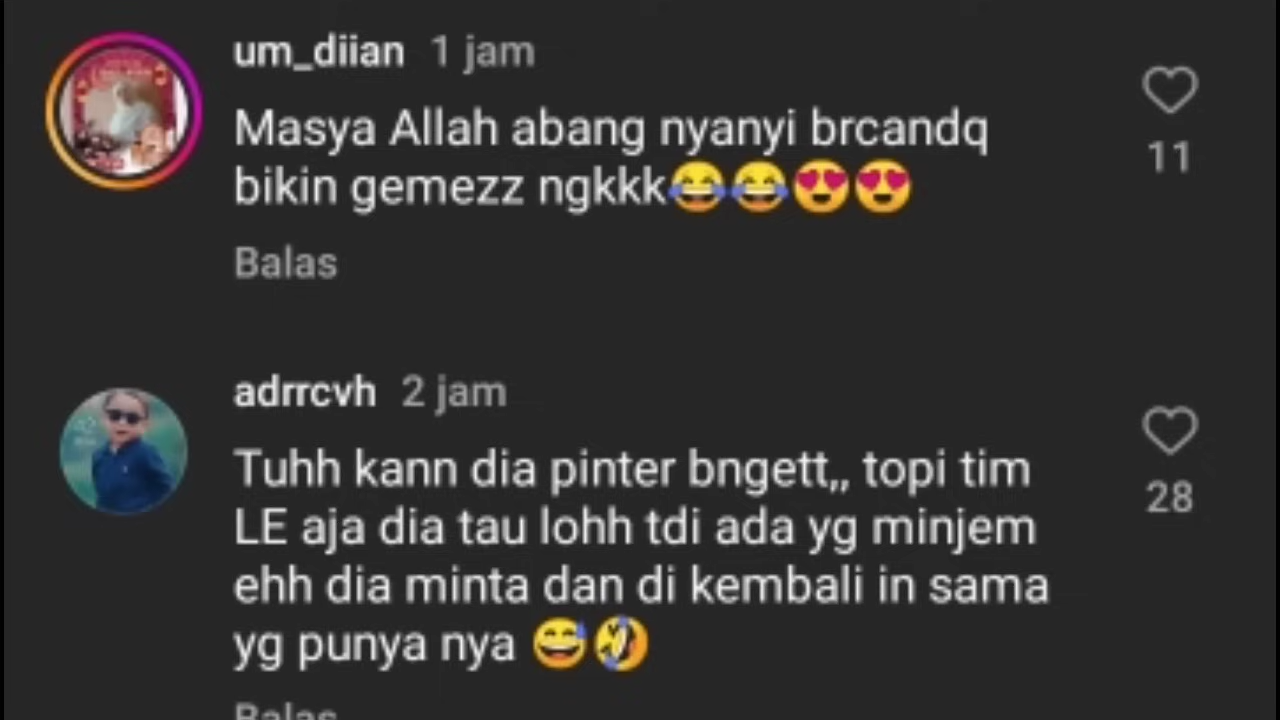 um_diian 1 jam
Masya Allah abang nyanyi brcandq
bikin gemezz ngkkk😂😂😍😍
11
Balas
adrrcvh 2 jam
Tuhh kann dia pinter bngett,, topi tim
LE aja dia tau lohh tdi ada yg minjem
ehh dia minta dan di kembali in sama
yg punya nya 😅🤣
28
Balas